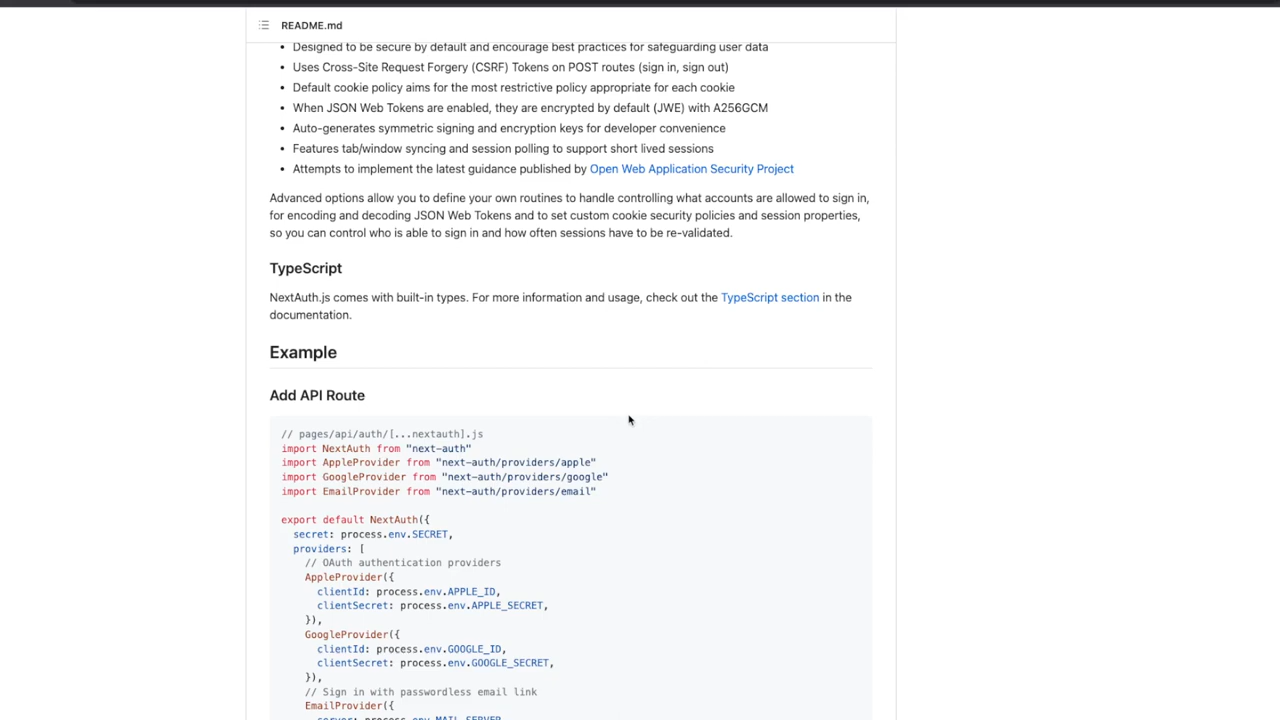 README.md
Designed to be secure by default and encourage best practices for safeguarding user data
Uses Cross-Site Request Forgery (CSRF) Tokens on POST routes (sign in, sign out)
Default cookie policy aims for the most restrictive policy appropriate for each cookie
When JSON Web Tokens are enabled, they are encrypted by default (JWE) with A256GCM
Auto-generates symmetric signing and encryption keys for developer convenience
Features tab/window syncing and session polling to support short lived sessions
Attempts to implement the latest guidance published by Open Web Application Security Project
Advanced options allow you to define your own routines to handle controlling what accounts are allowed to sign in,
for encoding and decoding JSON Web Tokens and to set custom cookie security policies and session properties,
so you can control who is able to sign in and how often sessions have to be re-validated.
TypeScript
NextAuth.js comes with built-in types. For more information and usage, check out the TypeScript section in the
documentation.
Example
Add API Route
// pages/api/auth/[...nextauth].js
import NextAuth from "next-auth"
import AppleProvider from "next-auth/providers/apple"
import GoogleProvider from "next-auth/providers/google"
import EmailProvider from "next-auth/providers/email"
export default NextAuth({
secret: process.env.SECRET,
providers: [
// OAuth authentication providers
AppleProvider({
clientId: process.env.APPLE_ID,
clientSecret: process.env.APPLE_SECRET,
}),
GoogleProvider({
clientId: process.env.GOOGLE_ID,
clientSecret: process.env.GOOGLE_SECRET,
}),
// Sign in with passwordless email link
EmailProvider({
server: process.env.MAIL_SERVER